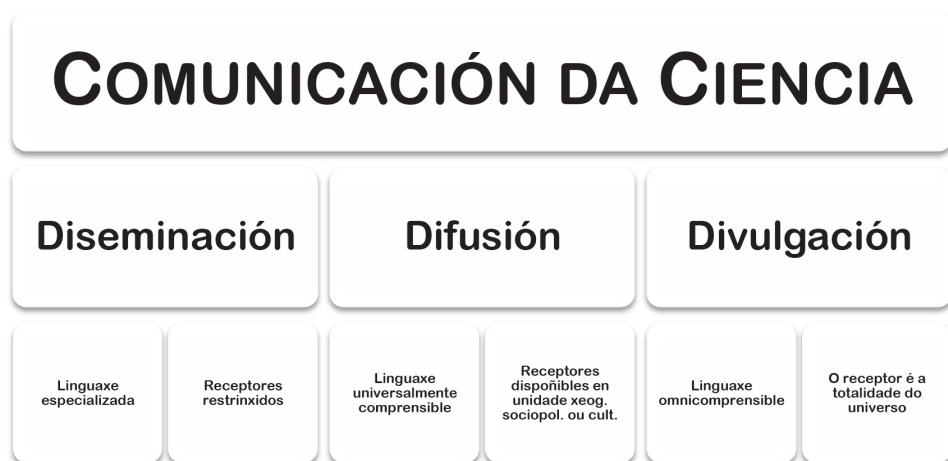 COMUNICACIÓN DA CIENCIA
Diseminación
Difusión
Divulgación
Linguaxe
especializada
Receptores
restrinxidos
Linguaxe
universalmente
comprensible
Receptores
dispoñibles en
unidade xeog.
sociopol. ou cult.
Linguaxe
omnicomprensible
O receptor é a
totalidade do
universo